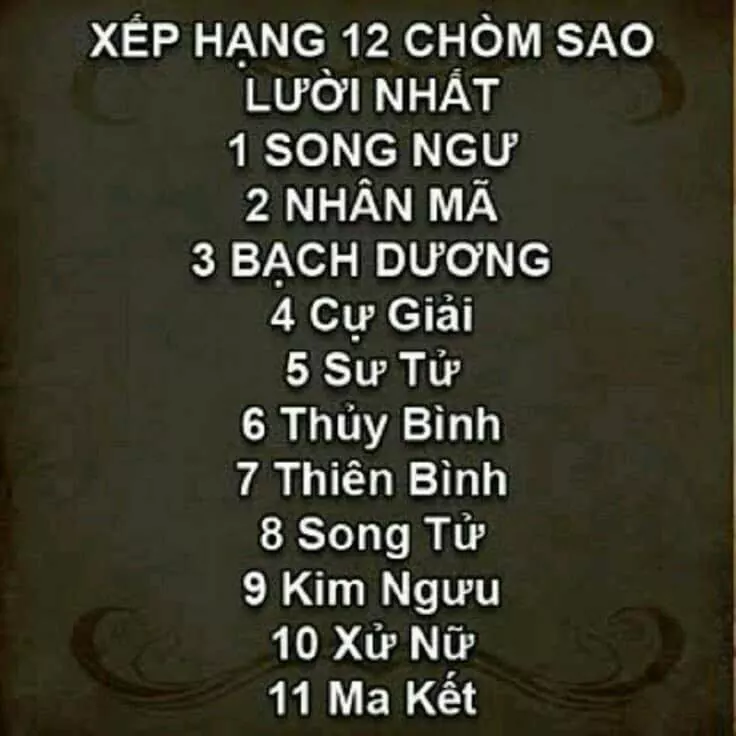 XẾP HẠNG 12 CHÒM SAO
LƯỜI NHẤT
1 SONG NGƯ
2 NHÂN MÃ
3 BẠCH DƯƠNG
4 Cự Giải
5 Sư Tử
6 Thủy Bình
7 Thiên Bình
8 Song Tử
9 Kim Ngưu
10 Xử Nữ
11 Ma Kết